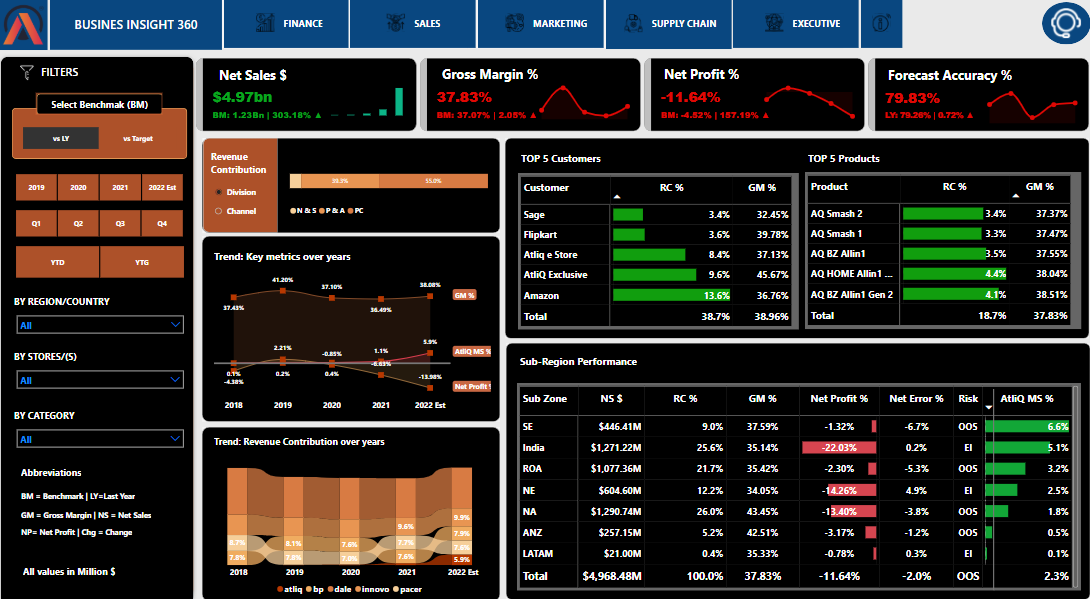 BUSINES INSIGHT 360
FINANCE
SALES
MARKETING
SUPPLY CHAIN
EXECUTIVE
FILTERS
Select Benchmak (BM)
vs LY
vs Target
2019 2020 2021 2022 Est
Q1 Q2 Q3 Q4
YTD YTG
BY REGION/COUNTRY
All
BY STORES/(S)
All
BY CATEGORY
All
Abbreviations
BM = Benchmark | LY=Last Year
GM = Gross Margin | NS = Net Sales
NP= Net Profit | Chg = Change
All values in Million $
Net Sales $
$4.97bn
BM: 1.23Bn | 303.16% ▲
Gross Margin %
37.83%
BM: 37.07% | 2.05% ▲
Net Profit %
-11.64%
Forecast Accuracy %
79.83%
LY: 79.26% | 0.72% ▲
Revenue
Contribution
Division
Channel
39.3% 55.0%
N & S P & A PC
Trend: Key metrics over years
37.43% 41.20% 37.10% 36.49% 38.08% GM %
0.1% 2.21% -0.85% 1.1% 5.9% AtliQ MS %
-4.38% 0.2% 0.4% -6.63% -13.98% Net Profit
2018 2019 2020 2021 2022 Est
Trend: Revenue Contribution over years
9.6% 9.9%
8.1% 7.6% 7.9%
7.8% 7.8% 7.6% 7.6%
5.9%
2018 2019 2020 2021 2022 Est
atliq bp dale innovo pacer
TOP 5 Customers
Customer RC % GM %
Sage 3.4% 32.45%
Flipkart 3.6% 39.78%
Atliq e Store 8.4% 37.13%
AtliQ Exclusive 9.6% 45.67%
Amazon 13.6% 36.76%
Total 38.7% 38.96%
TOP 5 Products
Product RC % GM %
AQ Smash 2 3.4% 37.37%
AQ Smash 1 3.3% 37.47%
AQ BZ Allin1 3.5% 37.55%
AQ HOME Allin1 ... 4.4% 38.04%
AQ BZ Allin1 Gen 2 4.1% 38.51%
Total 18.7% 37.83%
Sub-Region Performance
Sub Zone NS $ RC % GM % Net Profit % Net Error % Risk AtliQ MS %
SE $446.41M 9.0% 37.59% -1.32% -6.7% OOS 6.6%
India $1,271.22M 25.6% 35.14% -22.03% 0.2% EI 5.1%
ROA $1,077.36M 21.7% 35.42% -2.30% -5.3% OOS 3.2%
NE $604.60M 12.2% 34.05% -14.26% 4.9% EI 2.5%
NA $1,290.74M 26.0% 43.45% -13.40% -3.8% OOS 1.8%
ANZ $257.15M 5.2% 42.51% -3.17% -1.2% OOS 0.5%
LATAM $21.00M 0.4% 35.33% -0.78% 0.3% EI 0.1%
Total $4,968.48M 100.0% 37.83% -11.64% -2.0% OOS 2.3%